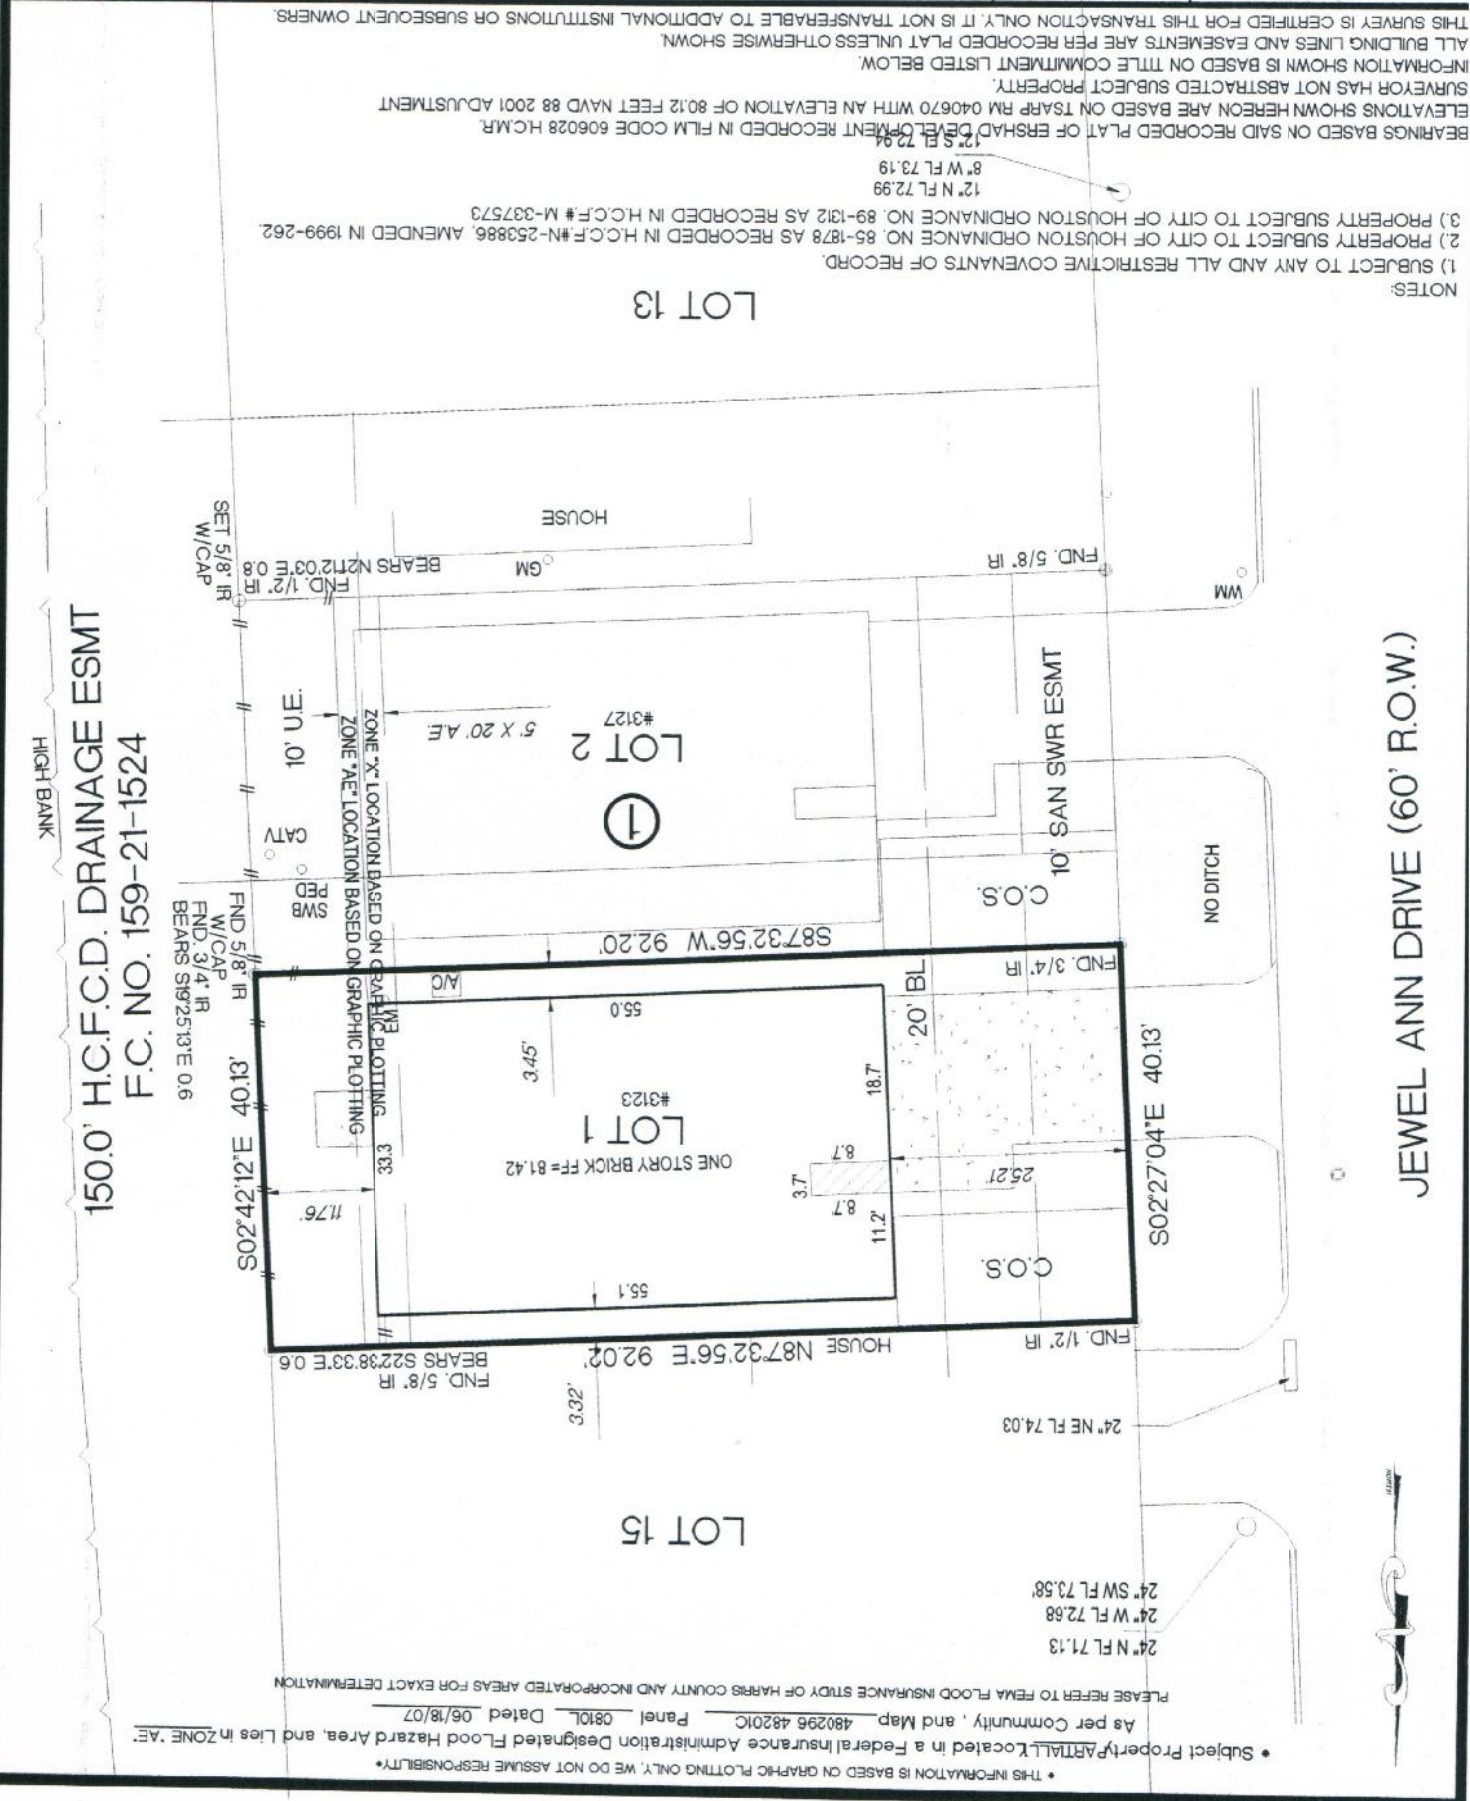 • THIS INFORMATION IS BASED ON GRAPHIC PLOTTING ONLY, WE DO NOT ASSUME RESPONSIBILITY•
• Subject Property PARTIALLY Located in a Federal Insurance Administration Designated FLood Hazard Area, and Lies in ZONE "AE"
As per Community, and Map 480296 48201C Panel 0810L Dated 06/18/07
PLEASE REFER TO FEMA FLOOD INSURANCE STUDY OF HARRIS COUNTY AND INCORPORATED AREAS FOR EXACT DETERMINATION
24" N FL 71.13
24" W FL 72.68
24" SW FL 73.58'
NORTH
LOT 15
24" NE FL 74.03
3.32'
FND. 5/8" IR
BEARS S22°38'33"E 0.6
FND. 1/2" IR
HOUSE N87°32'56"E 92.02'
55.1
C.O.S.
11.2'
8.7
3.7'
8.7
25.21'
11.76'
33.3
ONE STORY BRICK FF= 81.42
LOT 1
#3123
18.7'
3.45'
55.0
EM
A/C
20' BL
FND. 3/4" IR
S87°32'56"W 92.20'
S02°27'04"E 40.13'
S02°42'12"E 40.13'
FND 5/8" IR
W/CAP
FND. 3/4" IR
BEARS S19°25'13"E 0.6
JEWEL ANN DRIVE (60' R.O.W.)
150.0' H.C.F.C.D. DRAINAGE ESMT
F.C. NO. 159-21-1524
HIGH BANK
ZONE "X" LOCATION BASED ON GRAPHIC PLOTTING
ZONE "AE" LOCATION BASED ON GRAPHIC PLOTTING
SWB
PED
CATV
C.O.S.
NO DITCH
1
LOT 2
#3127
5' X 20' A.E.
10' U.E.
10' SAN SWR ESMT
WM
FND. 5/8" IR
GM
FND. 1/2" IR
BEARS N21°12'03"E 0.8
SET 5/8" IR
W/CAP
HOUSE
LOT 13
NOTES:
1.) SUBJECT TO ANY AND ALL RESTRICTIVE COVENANTS OF RECORD.
2.) PROPERTY SUBJECT TO CITY OF HOUSTON ORDINANCE NO. 85-1878 AS RECORDED IN H.C.C.F.#N-253886, AMENDED IN 1999-262.
3.) PROPERTY SUBJECT TO CITY OF HOUSTON ORDINANCE NO. 89-1312 AS RECORDED IN H.C.C.F.# M-337573
12" N FL 72.99
8" W FL 73.19
12" S FL 72.94
BEARINGS BASED ON SAID RECORDED PLAT OF ERSHAD DEVELOPMENT RECORDED IN FILM CODE 606028 H.C.M.R.
ELEVATIONS SHOWN HEREON ARE BASED ON TSARP RM 040670 WITH AN ELEVATION OF 80.12 FEET NAVD 88 2001 ADJUSTMENT
SURVEYOR HAS NOT ABSTRACTED SUBJECT PROPERTY.
INFORMATION SHOWN IS BASED ON TITLE COMMITMENT LISTED BELOW.
ALL BUILDING LINES AND EASEMENTS ARE PER RECORDED PLAT UNLESS OTHERWISE SHOWN.
THIS SURVEY IS CERTIFIED FOR THIS TRANSACTION ONLY. IT IS NOT TRANSFERABLE TO ADDITIONAL INSTITUTIONS OR SUBSEQUENT OWNERS.